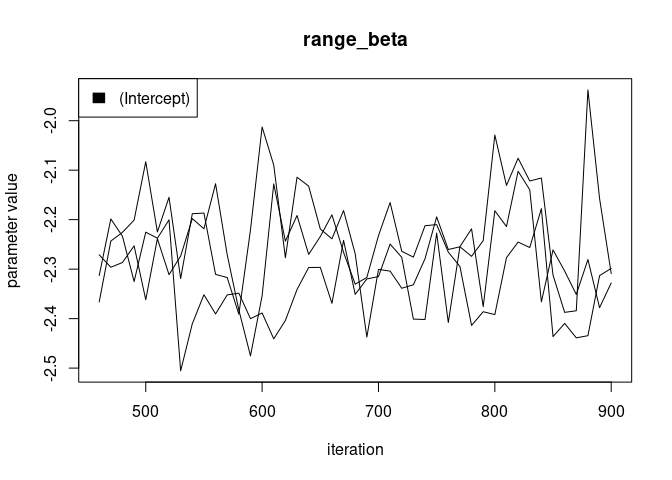 range_beta
(Intercept)
-2.0
-2.1
-2.2
-2.3
-2.4
-2.5
parameter value
500 600 700 800 900
iteration